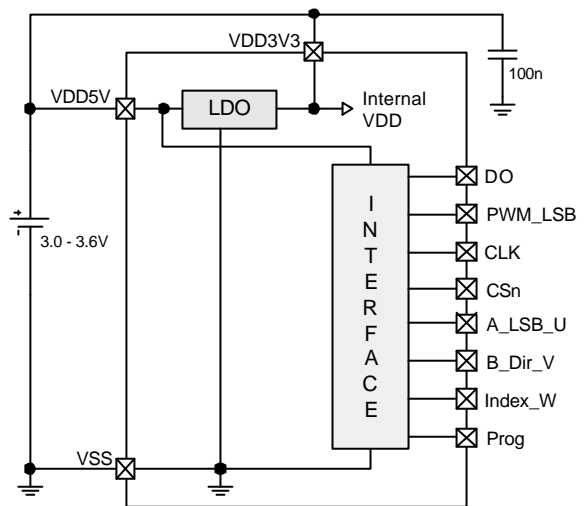 VDD3V3
100n
VDD5V
LDO
Internal
VDD
+
-
3.0 - 3.6V
INTERFACE
DO
PWM_LSB
CLK
CSn
A_LSB_U
B_Dir_V
Index_W
Prog
VSS